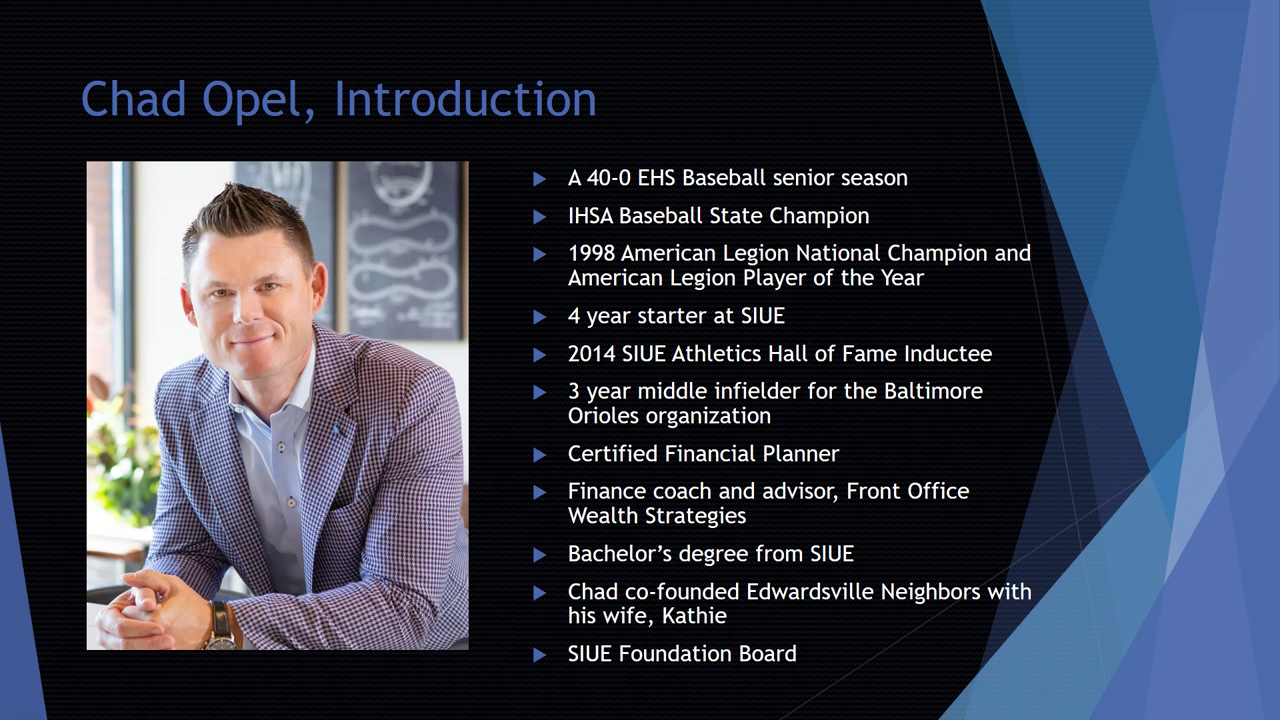 Chad Opel, Introduction
A 40-0 EHS Baseball senior season
IHSA Baseball State Champion
1998 American Legion National Champion and
American Legion Player of the Year
4 year starter at SIUE
2014 SIUE Athletics Hall of Fame Inductee
3 year middle infielder for the Baltimore
Orioles organization
Certified Financial Planner
Finance coach and advisor, Front Office
Wealth Strategies
Bachelor’s degree from SIUE
Chad co-founded Edwardsville Neighbors with
his wife, Kathie
SIUE Foundation Board